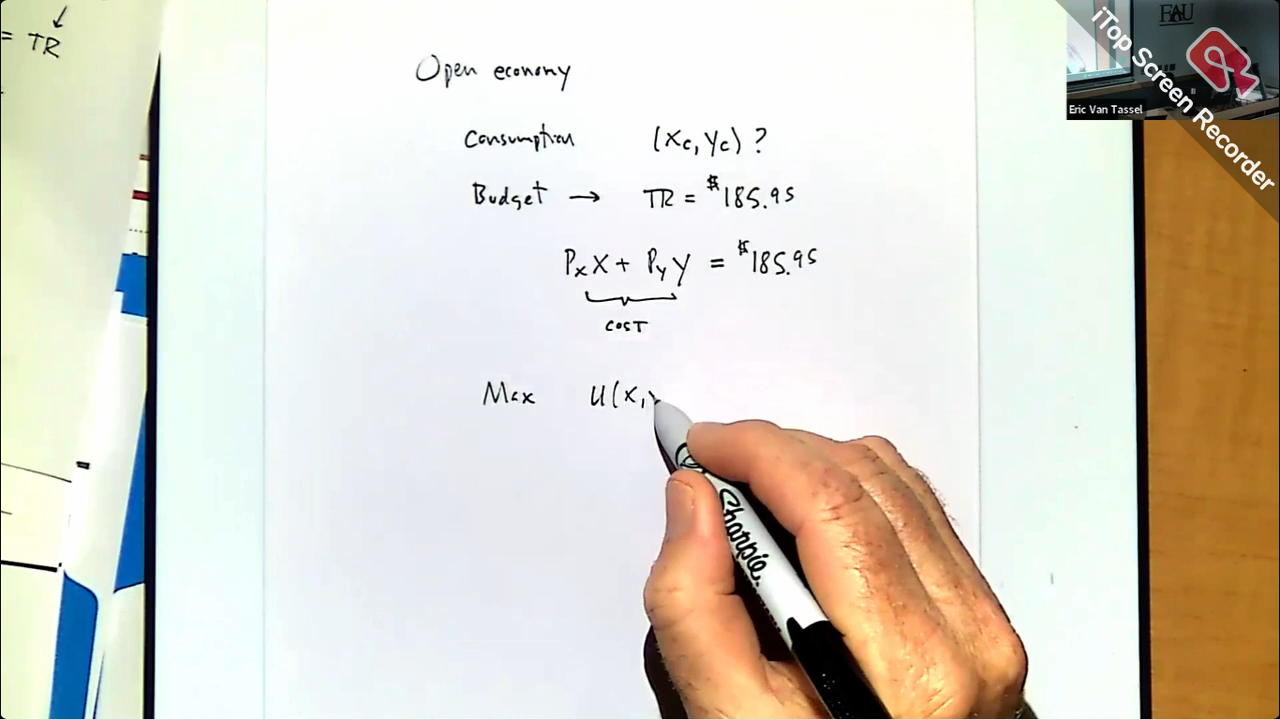 = TR
Open economy
Consumption (Xc, Yc) ?
Budget → TR = $185.95
PxX + PyY = $185.95
COST
Max U(X,
Sharpie.
FAU
Eric Van Tassel
iTop Screen Recorder